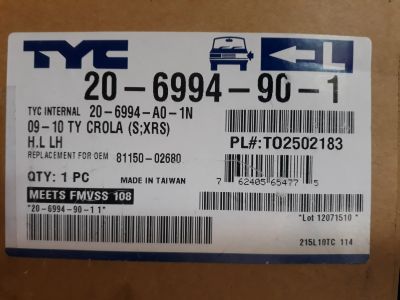 TYC
L
20-6994-90-1
TYC INTERNAL 20-6994-A0-1N
09-10 TY CROLA (S;XRS)
H.L LH
REPLACEMENT FOR OEM 81150-02680
PL#:TO2502183
QTY: 1 PC
MADE IN TAIWAN
7 62405 65477 5
MEETS FMVSS 108
"20-6994-90-1 1"
"Lot 12071510 "
215L10TC 114